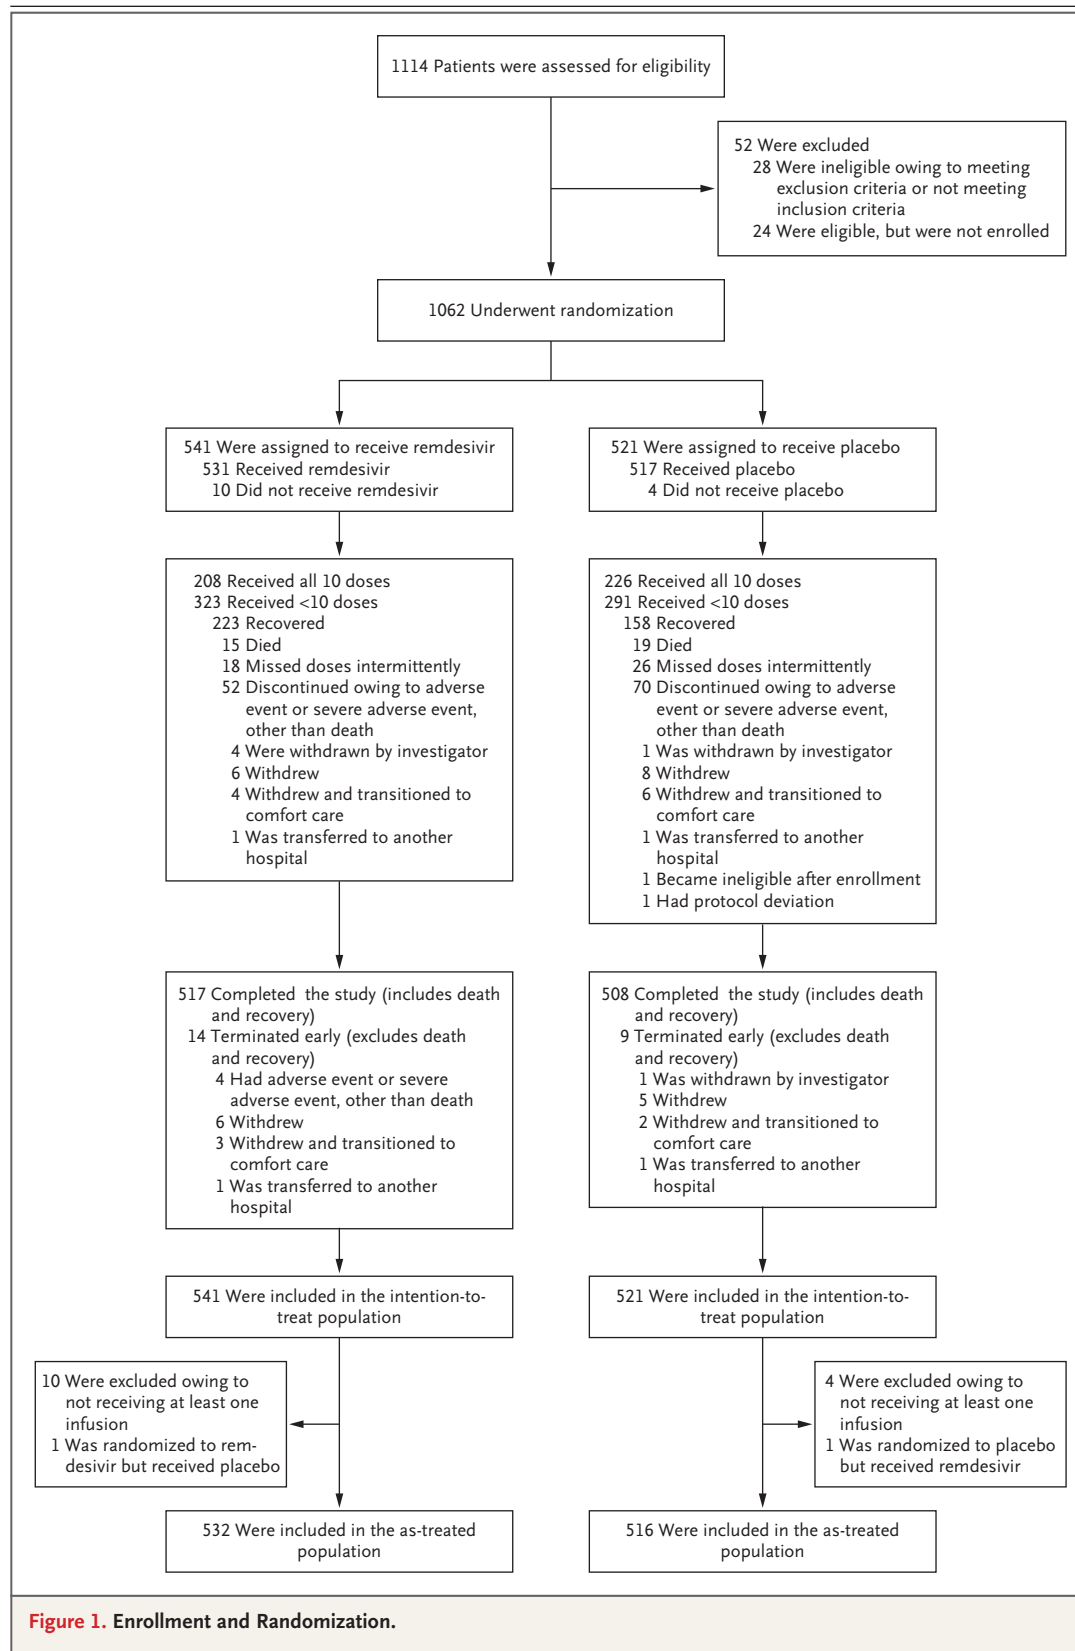 1114 Patients were assessed for eligibility
52 Were excluded
28 Were ineligible owing to meeting
exclusion criteria or not meeting
inclusion criteria
24 Were eligible, but were not enrolled
1062 Underwent randomization
541 Were assigned to receive remdesivir
531 Received remdesivir
10 Did not receive remdesivir
521 Were assigned to receive placebo
517 Received placebo
4 Did not receive placebo
208 Received all 10 doses
323 Received <10 doses
223 Recovered
15 Died
18 Missed doses intermittently
52 Discontinued owing to adverse
event or severe adverse event,
other than death
4 Were withdrawn by investigator
6 Withdrew
4 Withdrew and transitioned to
comfort care
1 Was transferred to another
hospital
226 Received all 10 doses
291 Received <10 doses
158 Recovered
19 Died
26 Missed doses intermittently
70 Discontinued owing to adverse
event or severe adverse event,
other than death
1 Was withdrawn by investigator
8 Withdrew
6 Withdrew and transitioned to
comfort care
1 Was transferred to another
hospital
1 Became ineligible after enrollment
1 Had protocol deviation
517 Completed the study (includes death
and recovery)
14 Terminated early (excludes death
and recovery)
4 Had adverse event or severe
adverse event, other than death
6 Withdrew
3 Withdrew and transitioned to
comfort care
1 Was transferred to another
hospital
508 Completed the study (includes death
and recovery)
9 Terminated early (excludes death
and recovery)
1 Was withdrawn by investigator
5 Withdrew
2 Withdrew and transitioned to
comfort care
1 Was transferred to another
hospital
541 Were included in the intention-to-
treat population
521 Were included in the intention-to-
treat population
10 Were excluded owing to
not receiving at least one
infusion
1 Was randomized to rem-
desivir but received placebo
4 Were excluded owing to
not receiving at least one
infusion
1 Was randomized to placebo
but received remdesivir
532 Were included in the as-treated
population
516 Were included in the as-treated
population
Figure 1. Enrollment and Randomization.